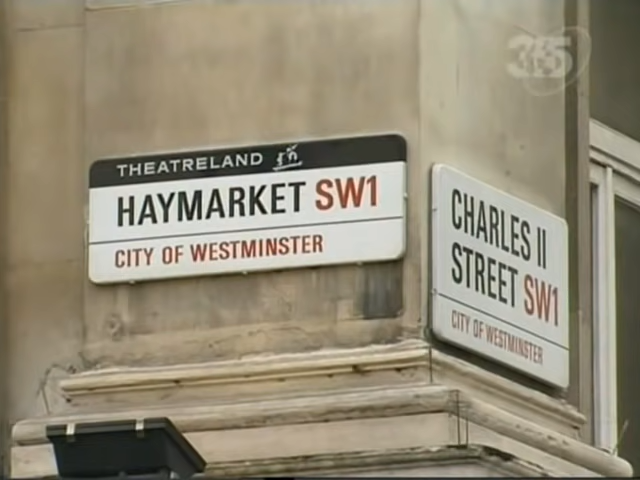 365
THEATRELAND
HAYMARKET SW1
CITY OF WESTMINSTER
CHARLES II
STREET SW1
CITY OF WESTMINSTER